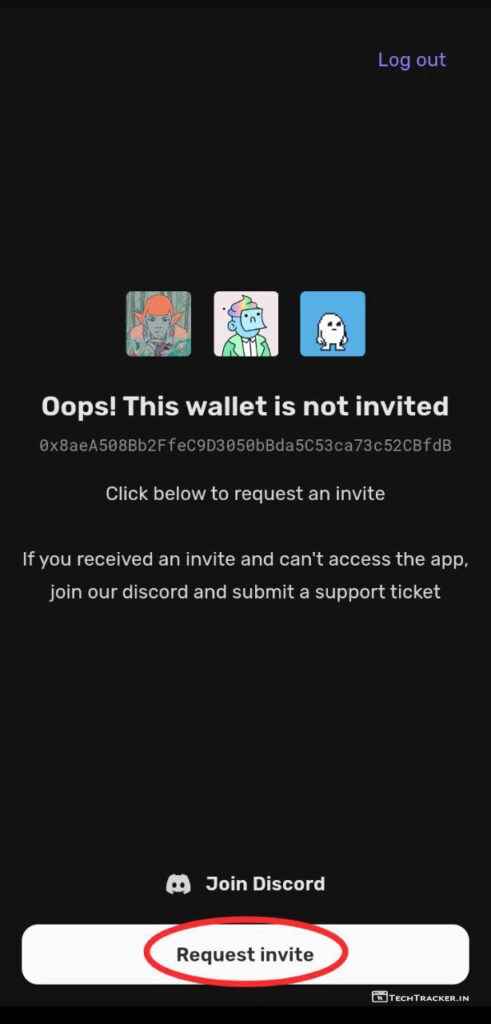 Log out
Oops! This wallet is not invited
0x8aeA508Bb2FfeC9D3050bBda5C53ca73c52CBfdB
Click below to request an invite
If you received an invite and can't access the app,
join our discord and submit a support ticket
Join Discord
Request invite
TechTracker.in